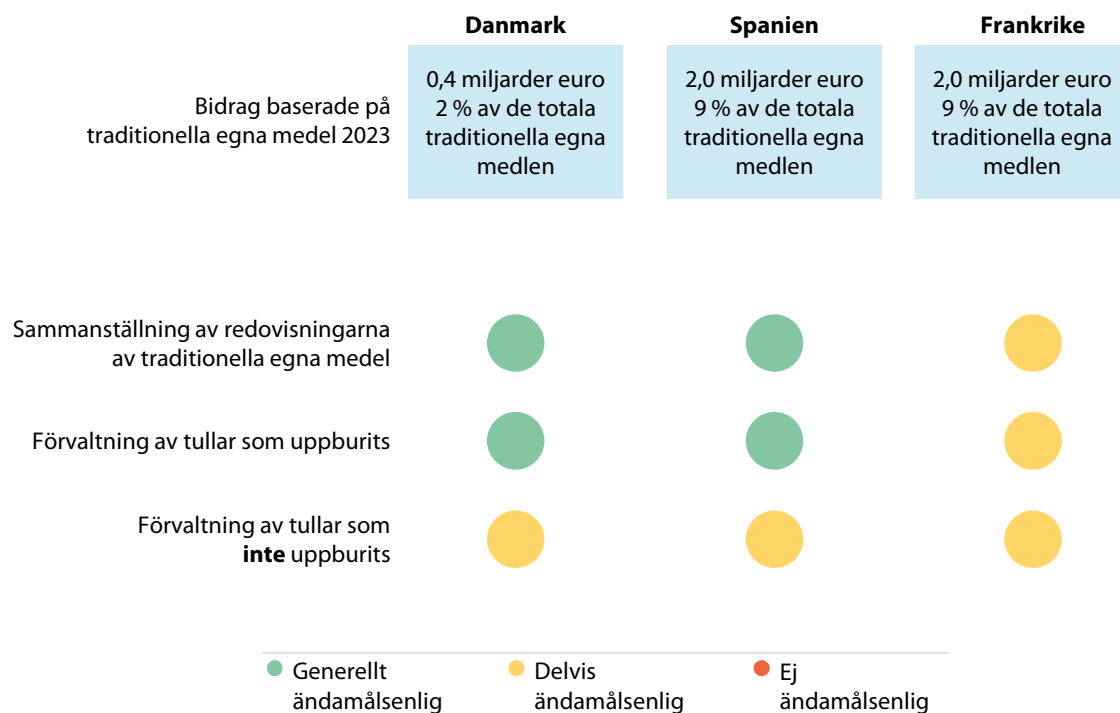 Danmark
Spanien
Frankrike
Bidrag baserade på
traditionella egna medel 2023
0,4 miljarder euro
2 % av de totala
traditionella egna
medlen
2,0 miljarder euro
9 % av de totala
traditionella egna
medlen
2,0 miljarder euro
9 % av de totala
traditionella egna
medlen
Sammanställning av redovisningarna
av traditionella egna medel
Förvaltning av tullar som uppburits
Förvaltning av tullar som
inte uppburits
Generellt
ändamålsenlig
Delvis
ändamålsenlig
Ej
ändamålsenlig